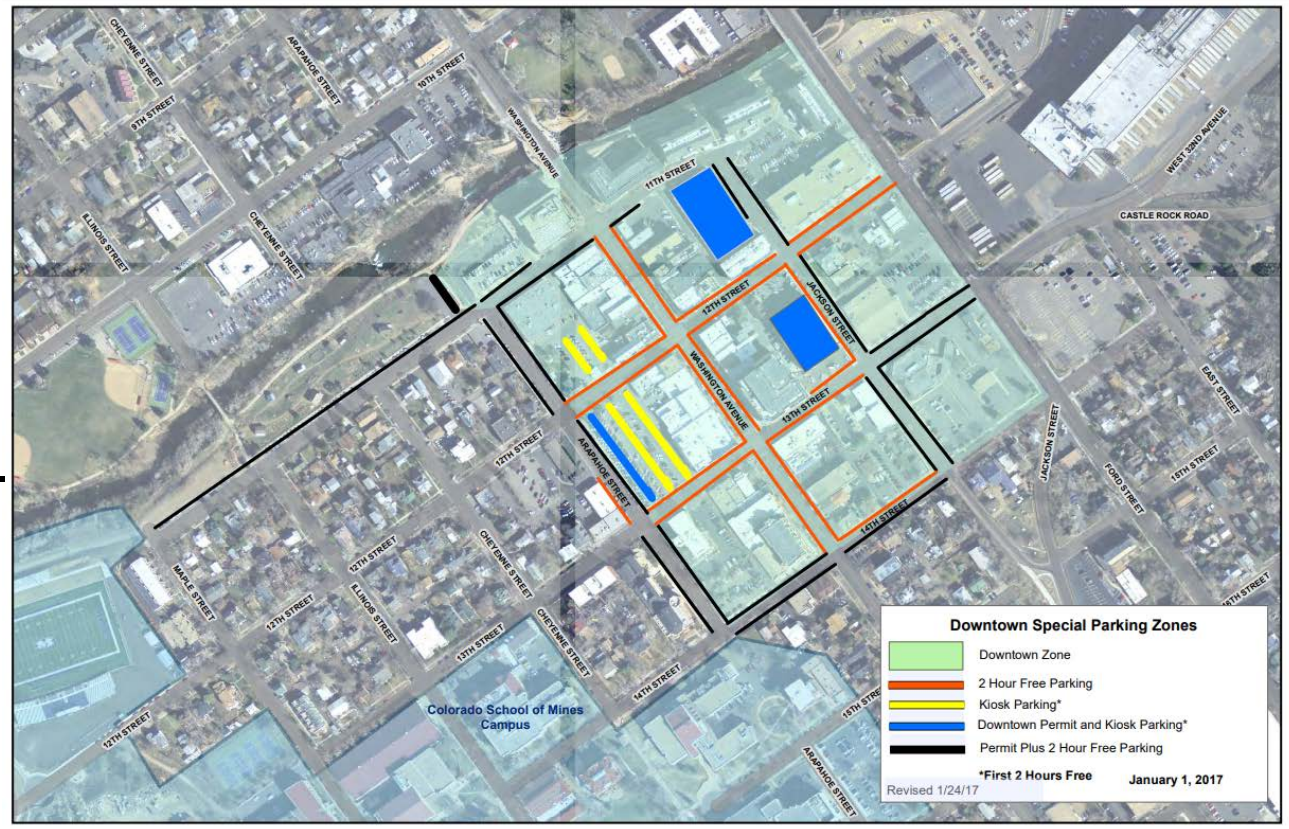 CHEYENNE STREET
ARAPAHOE STREET
10TH STREET
9TH STREET
WASHINGTON AVENUE
WEST 32ND AVENUE
11TH STREET
ILLINOIS STREET
CHEYENNE STREET
CASTLE ROCK ROAD
12TH STREET
JACKSON STREET
WASHINGTON AVENUE
EAST STREET
13TH STREET
12TH STREET
ARAPAHOE STREET
JACKSON STREET
FORD STREET
15TH STREET
14TH STREET
12TH STREET
CHEYENNE STREET
MAPLE STREET
ILLINOIS STREET
12TH STREET
16TH STREET
13TH STREET
CHEYENNE STREET
14TH STREET
15TH STREET
Colorado School of Mines
Campus
12TH STREET
ARAPAHOE STREET
Downtown Special Parking Zones
Downtown Zone
2 Hour Free Parking
Kiosk Parking*
Downtown Permit and Kiosk Parking*
Permit Plus 2 Hour Free Parking
*First 2 Hours Free
January 1, 2017
Revised 1/24/17